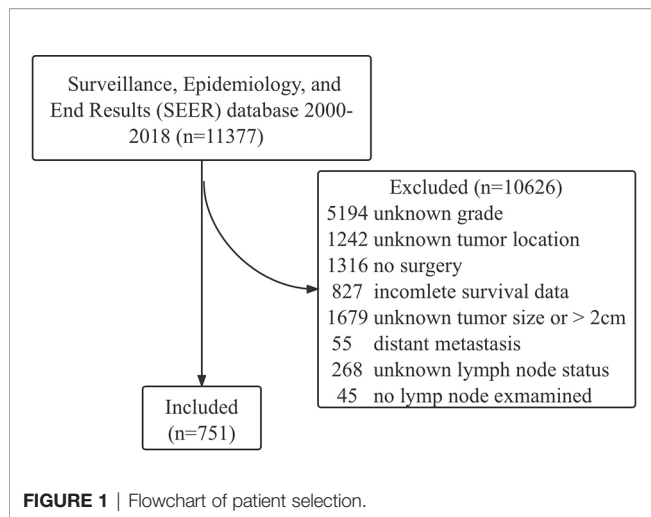 Surveillance, Epidemiology, and
End Results (SEER) database 2000-
2018 (n=11377)
Excluded (n=10626)
5194 unknown grade
1242 unknown tumor location
1316 no surgery
827 incomlete survival data
1679 unknown tumor size or > 2cm
55 distant metastasis
268 unknown lymph node status
45 no lymp node exmamined
Included
(n=751)
FIGURE 1 | Flowchart of patient selection.